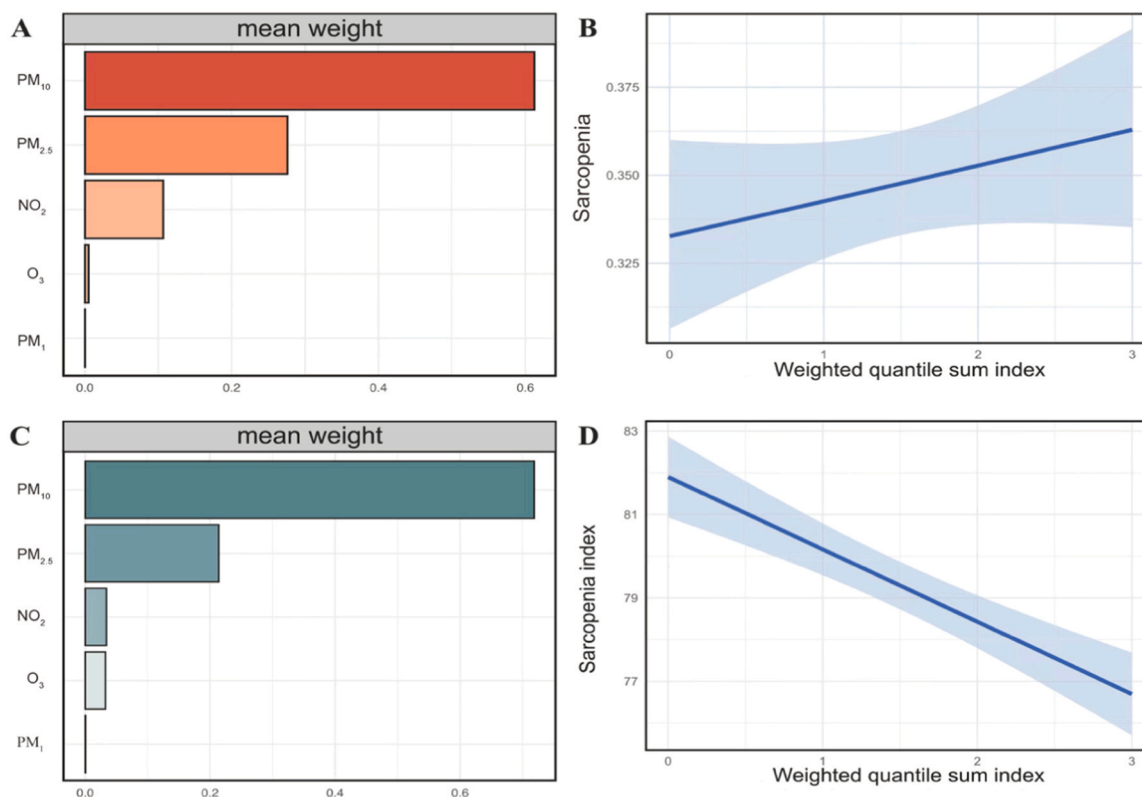 A
mean weight
PM₁₀
PM₂.₅
NO₂
O₃
PM₁
0.0 0.2 0.4 0.6
B
Sarcopenia
0.375
0.350
0.325
0 1 2 3
Weighted quantile sum index
C
mean weight
PM₁₀
PM₂.₅
NO₂
O₃
PM₁
0.0 0.2 0.4 0.6
D
Sarcopenia index
83
81
79
77
0 1 2 3
Weighted quantile sum index